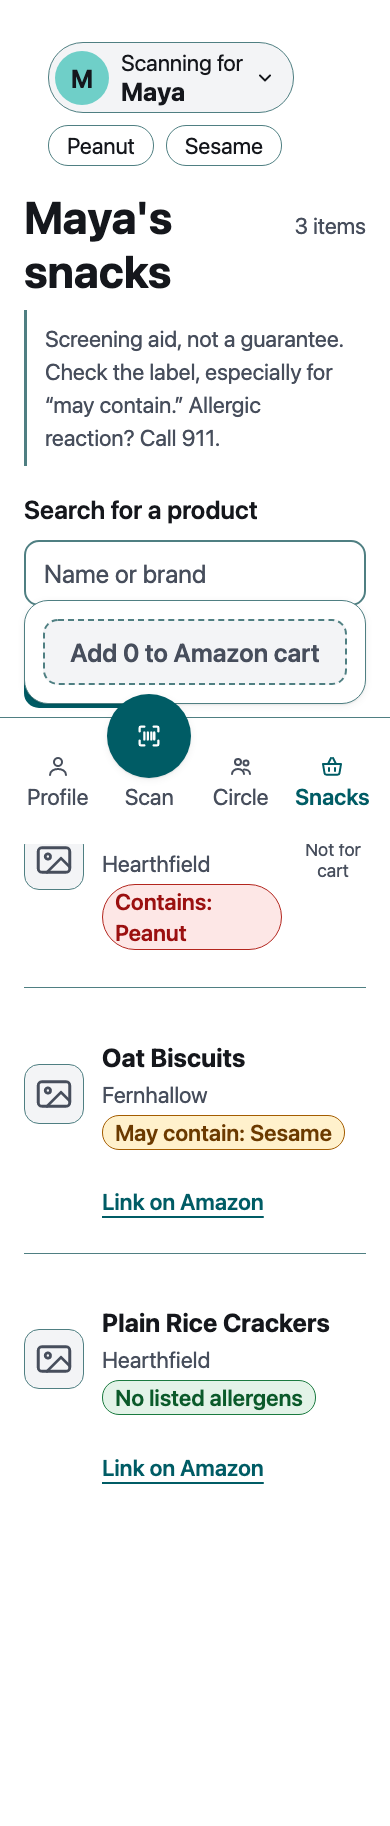 M
Scanning for
Maya
Peanut
Sesame
Maya's
snacks
3 items
Screening aid, not a guarantee.
Check the label, especially for
“may contain.” Allergic
reaction? Call 911.
Search for a product
Name or brand
Add 0 to Amazon cart
Profile
Scan
Circle
Snacks
Hearthfield
Not for
cart
Contains:
Peanut
Oat Biscuits
Fernhallow
May contain: Sesame
Link on Amazon
Plain Rice Crackers
Hearthfield
No listed allergens
Link on Amazon